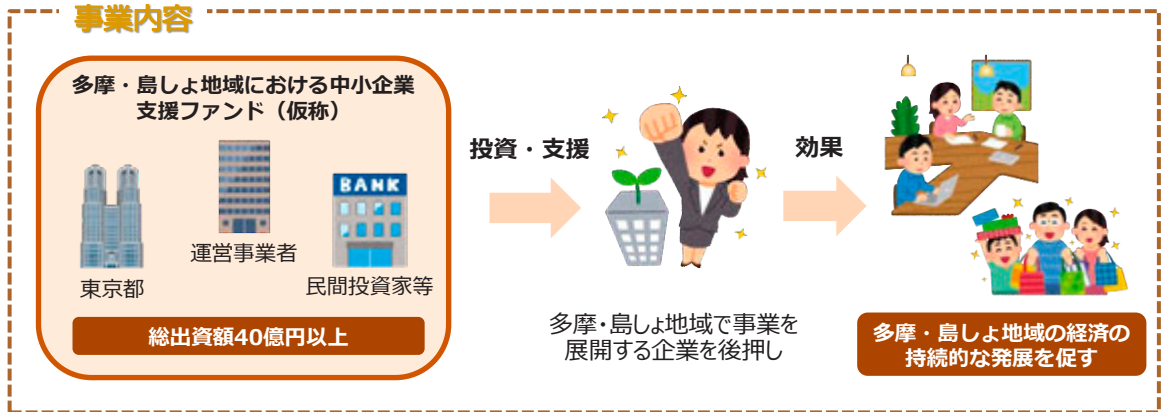 事業内容
多摩・島しょ地域における中小企業
支援ファンド（仮称）
BANK
東京都
運営事業者
民間投資家等
総出資額40億円以上
投資・支援
多摩・島しょ地域で事業を
展開する企業を後押し
効果
多摩・島しょ地域の経済の
持続的な発展を促す